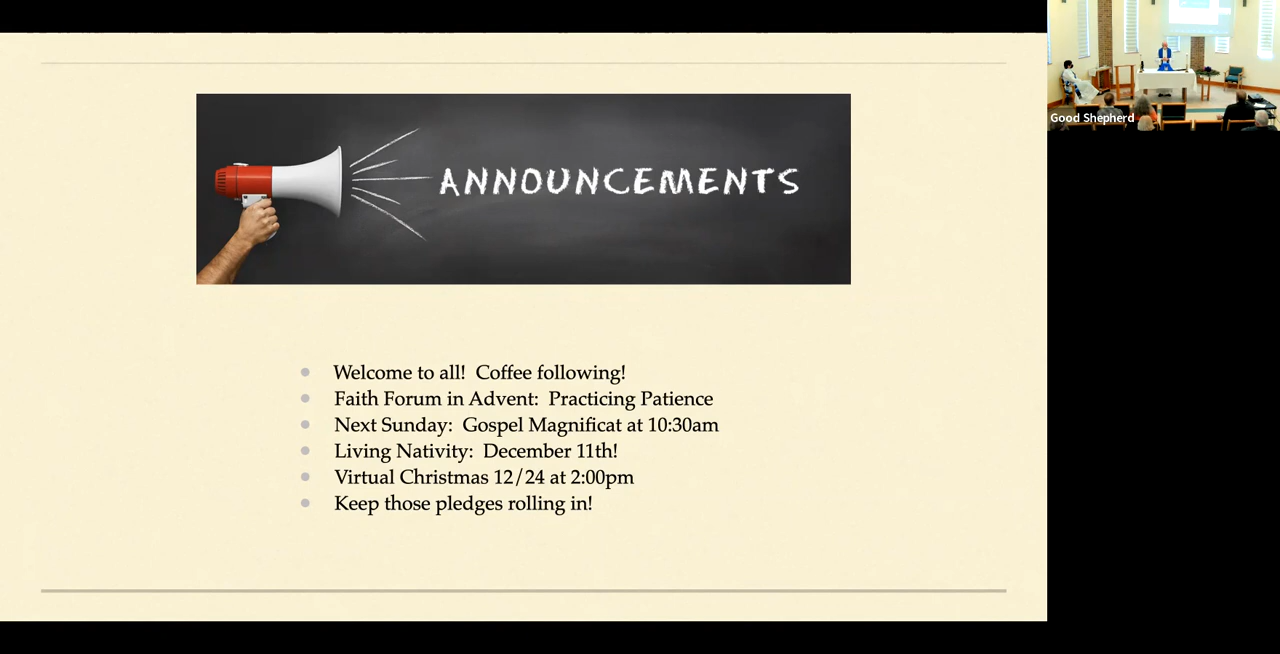 ANNOUNCEMENTS
Good Shepherd
Welcome to all!  Coffee following!
Faith Forum in Advent:  Practicing Patience
Next Sunday:  Gospel Magnificat at 10:30am
Living Nativity:  December 11th!
Virtual Christmas 12/24 at 2:00pm
Keep those pledges rolling in!